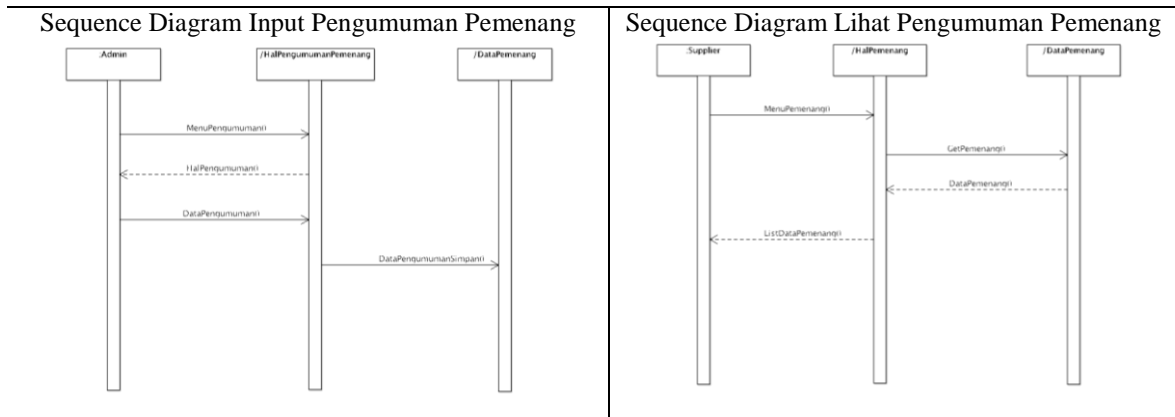 Sequence Diagram Input Pengumuman Pemenang
:Admin
/HalPengumumanPemenang
/DataPemenang
MenuPengumuman()
HalPengumuman()
DataPengumuman()
DataPengumumanSimpan()
Sequence Diagram Lihat Pengumuman Pemenang
:Supplier
/HalPemenang
/DataPemenang
MenuPemenang()
GetPemenang()
DataPemenang()
ListDataPemenang()